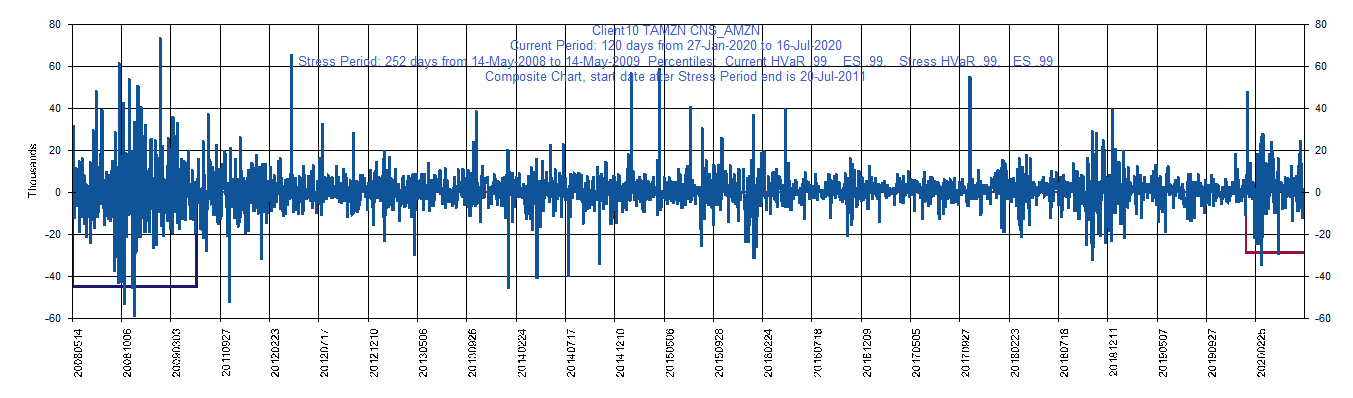 Client10 TAMZN CNS_AMZN
Current Period: 120 days from 27-Jan-2020 to 16-Jul-2020
Stress Period: 252 days from 14-May-2008 to 14-May-2009 Percentiles: Current HVaR .99, ES .99, Stress HVaR .99, ES .99
Composite Chart, start date after Stress Period end is 20-Jul-2011
80 80
60 60
40 40
20 20
Thousands
0 0
-20 -20
-40 -40
-60 -60
20080514 20081006 20090303 20110927 20120223 20120717 20121210 20130506 20130926 20140224 20140717 20141210 20150506 20150928 20160224 20160718 20161209 20170505 20170927 20180223 20180718 20181211 20190507 20190927 20200225